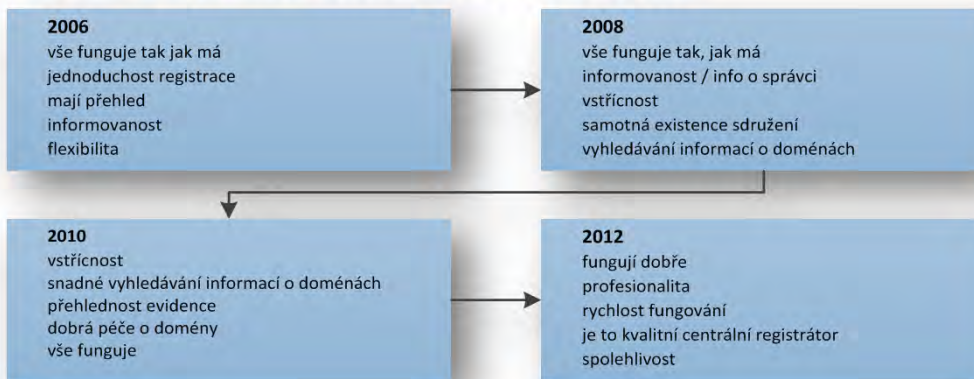 2006
vše funguje tak jak má
jednoduchost registrace
mají přehled
informovanost
flexibilita
2008
vše funguje tak, jak má
informovanost / info o správci
vstřícnost
samotná existence sdružení
vyhledávání informací o doménách
2010
vstřícnost
snadné vyhledávání informací o doménách
přehlednost evidence
dobrá péče o domény
vše funguje
2012
fungují dobře
profesionalita
rychlost fungování
je to kvalitní centrální registrátor
spolehlivost